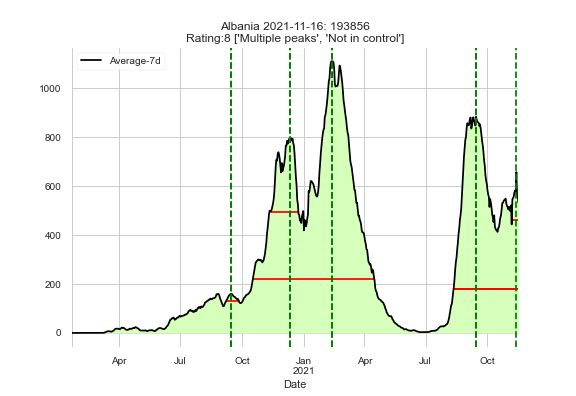 Albania 2021-11-16: 193856
Rating:8 ['Multiple peaks', 'Not in control']
Average-7d
1000
800
600
400
200
0
Apr Jul Oct Jan Apr Jul Oct
2021
Date